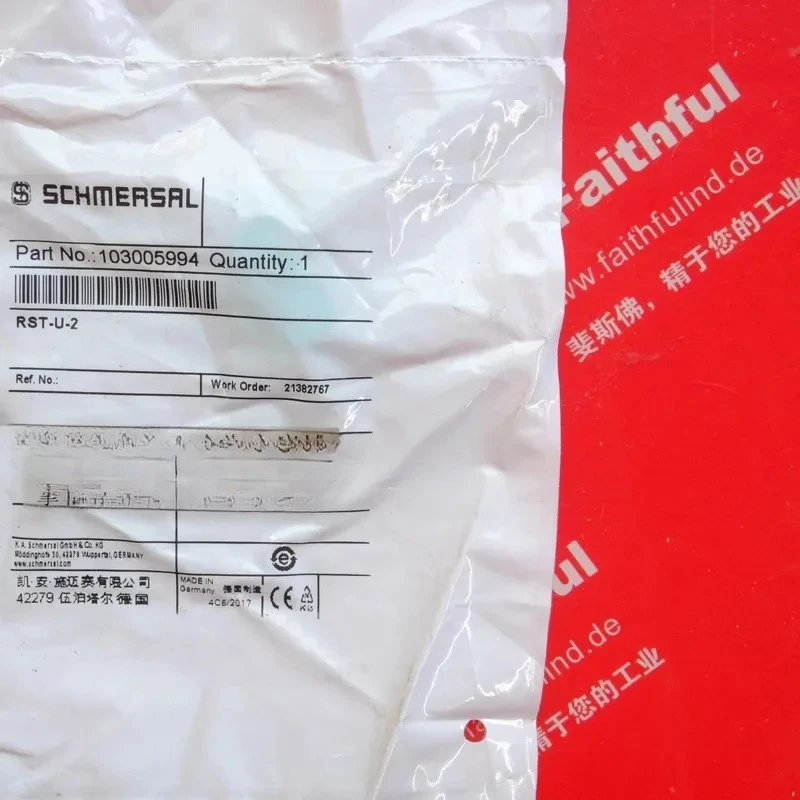 SCHMERSAL
Part No.:103005994 Quantity: 1
RST-U-2
Ref. No.:
Work Order: 21382767
K.A. Schmersal GmbH & Co. KG
Möddinghofe 30, 42279 Wuppertal, GERMANY
www.schmersal.com
凯·安·施迈赛有限公司
42279 伍泊塔尔 德国
MADE IN
Germany 德国制造
4C6/2017
CE
Faithful
www.faithfulind.de
斐斯佛，精于您的工业
ful
lind.de
精于您的工业